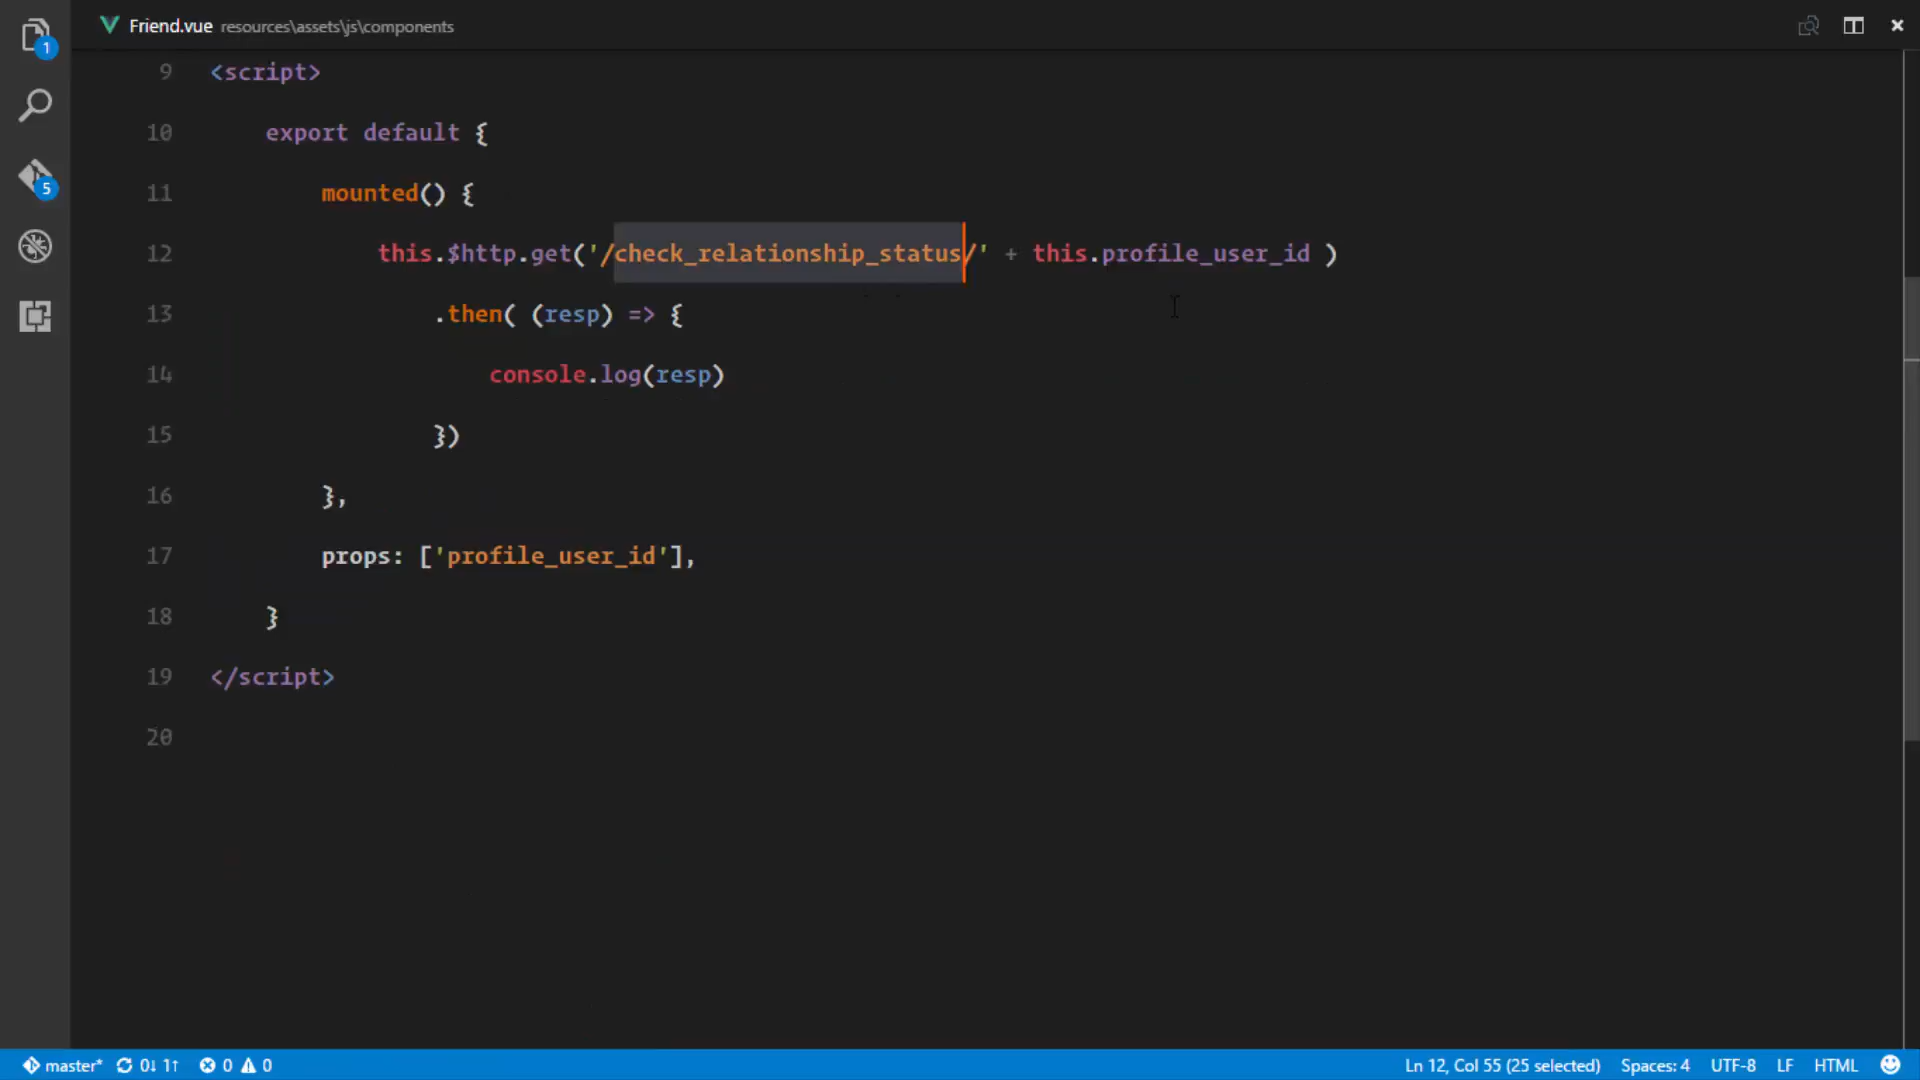 Friend.vue resources\assets\js\components
1
5
9 <script>
10 export default {
11 mounted() {
12 this.$http.get('/check_relationship_status/' + this.profile_user_id )
13 .then( (resp) => {
14 console.log(resp)
15 })
16 },
17 props: ['profile_user_id'],
18 }
19 </script>
20
master* 0↓ 1↑ 0 0 Ln 12, Col 55 (25 selected) Spaces: 4 UTF-8 LF HTML